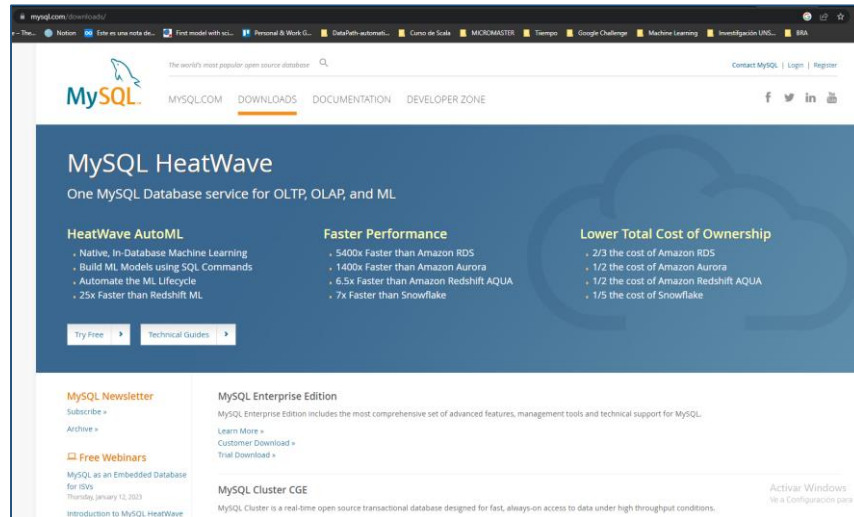 mysql.com/downloads/
Notion
Este es una nota de...
First model with sci...
Personal & Work G...
DataPath-automati...
Curso de Scala
MICROMASTER
Tiempo
Google Challenge
Machine Learning
Investifgación UNS...
The world's most popular open source database
Contact MySQL | Login | Register
MySQL
MYSQL.COM DOWNLOADS DOCUMENTATION DEVELOPER ZONE
MySQL HeatWave
One MySQL Database service for OLTP, OLAP, and ML
HeatWave AutoML
Native, In-Database Machine Learning
Build ML Models using SQL Commands
Automate the ML Lifecycle
25x Faster than Redshift ML
Faster Performance
5400x Faster than Amazon RDS
1400x Faster than Amazon Aurora
6.5x Faster than Amazon Redshift AQUA
7x Faster than Snowflake
Lower Total Cost of Ownership
2/3 the cost of Amazon RDS
1/2 the cost of Amazon Aurora
1/2 the cost of Amazon Redshift AQUA
1/5 the cost of Snowflake
Try Free
Technical Guides
MySQL Newsletter
Subscribe »
Archive »
Free Webinars
MySQL as an Embedded Database
for ISVs
Thursday, January 12, 2023
Introduction to MySQL HeatWave
MySQL Enterprise Edition
MySQL Enterprise Edition includes the most comprehensive set of advanced features, management tools and technical support for MySQL.
Learn More »
Customer Download »
Trial Download »
MySQL Cluster CGE
MySQL Cluster is a real-time open source transactional database designed for fast, always-on access to data under high throughput conditions.
Activar Windows
Ve a Configuración para